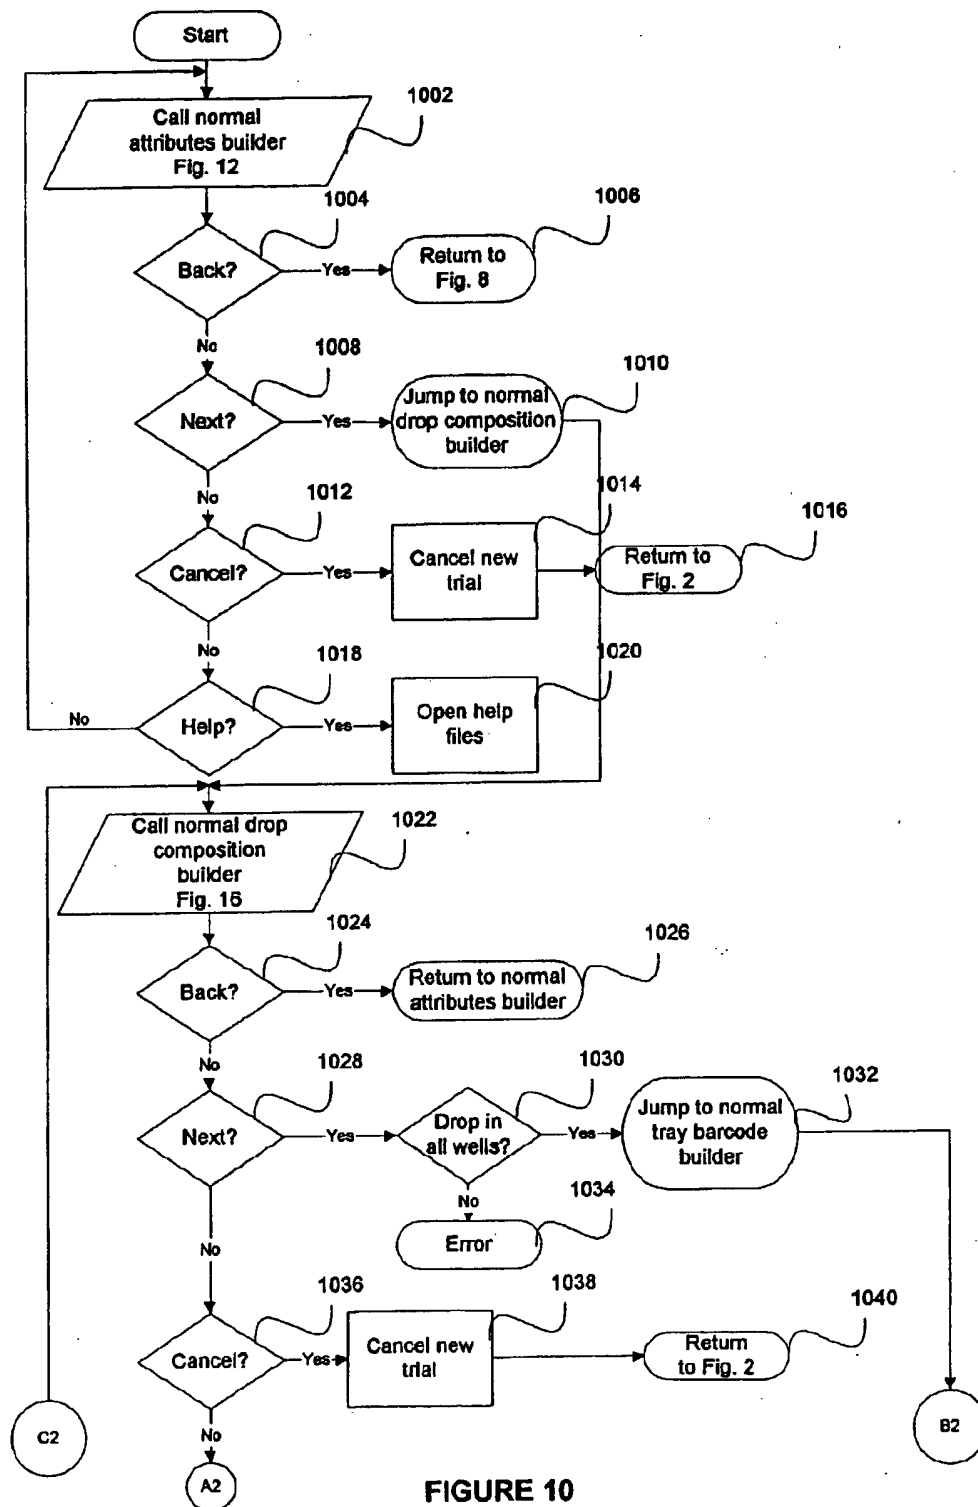 Start
Call normal
attributes builder
Fig. 12
1002
1004
Back?
Yes
Return to
Fig. 8
1006
No
1008
Next?
Yes
Jump to normal
drop composition
builder
1010
No
1012
Cancel?
Yes
Cancel new
trial
1014
Return to
Fig. 2
1016
No
1018
Help?
No
Yes
Open help
files
1020
Call normal drop
composition
builder
Fig. 16
1022
1024
Back?
Yes
Return to normal
attributes builder
1026
No
1028
Next?
Yes
Drop in
all wells?
1030
Yes
Jump to normal
tray barcode
builder
1032
No
Error
1034
No
1036
Cancel?
Yes
Cancel new
trial
1038
Return
to Fig. 2
1040
No
C2
A2
B2
FIGURE 10